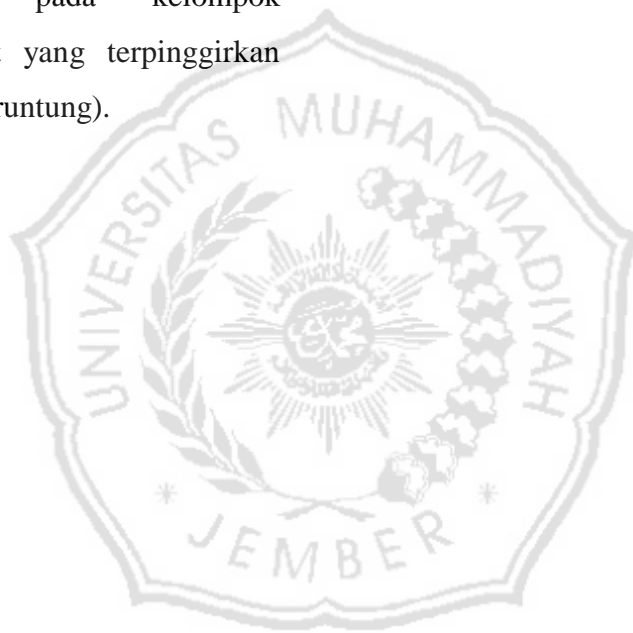 pada kelompok
yang terpinggirkan
runtung).
UNIVERSITAS MUHAMMADIYAH
JEMBER